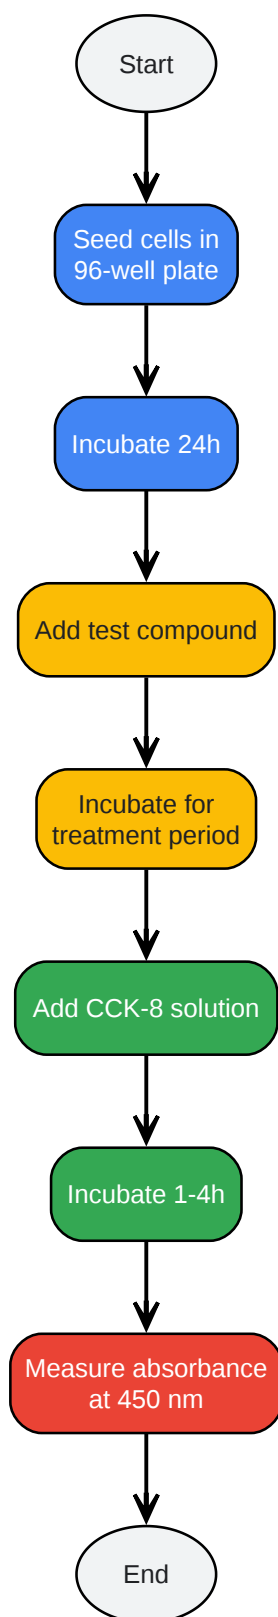 Start
Seed cells in
96-well plate
Incubate 24h
Add test compound
Incubate for
treatment period
Add CCK-8 solution
Incubate 1-4h
Measure absorbance
at 450 nm
End